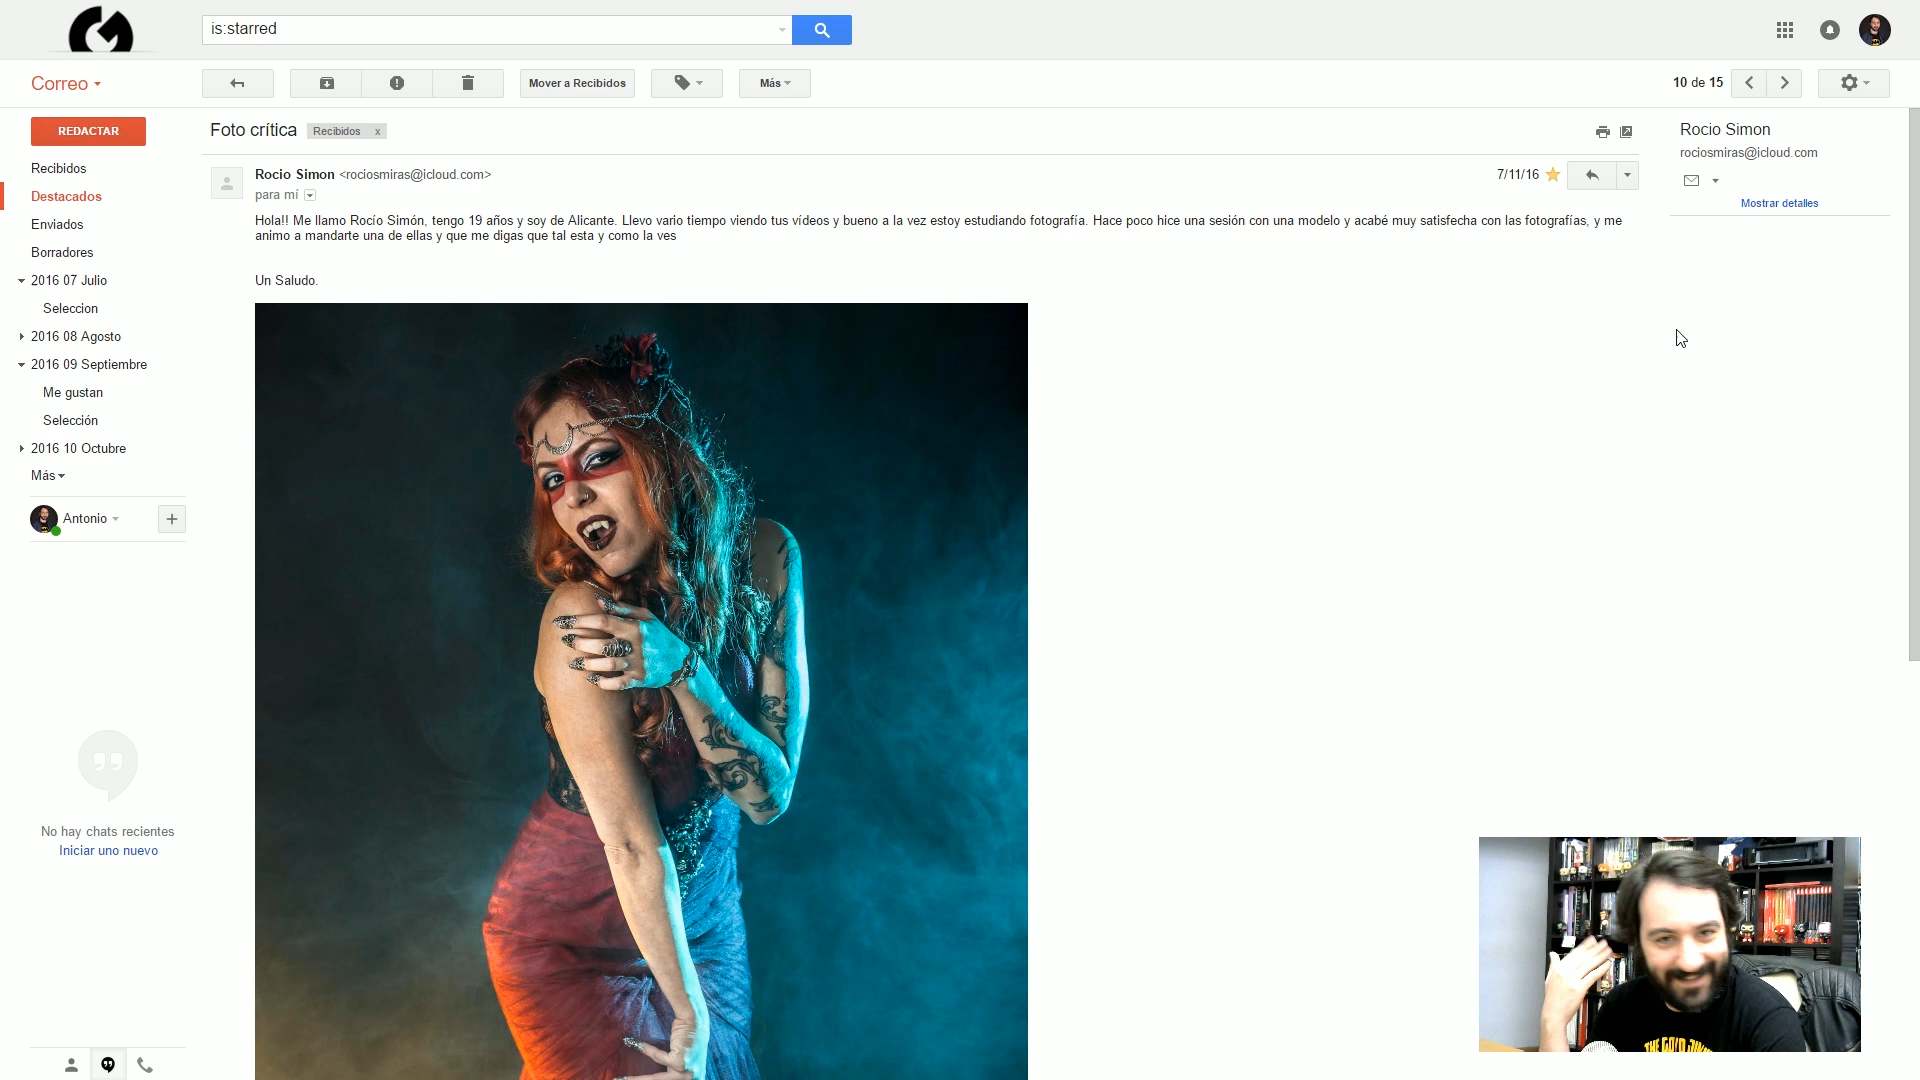 is:starred
Correo
Mover a Recibidos
Más
10 de 15
REDACTAR
Recibidos
Destacados
Enviados
Borradores
2016 07 Julio
Seleccion
2016 08 Agosto
2016 09 Septiembre
Me gustan
Selección
2016 10 Octubre
Más
Antonio
No hay chats recientes
Iniciar uno nuevo
Foto crítica
Recibidos x
Rocio Simon <rociosmiras@icloud.com>
7/11/16
para mí
Hola!! Me llamo Rocío Simón, tengo 19 años y soy de Alicante. Llevo vario tiempo viendo tus vídeos y bueno a la vez estoy estudiando fotografía. Hace poco hice una sesión con una modelo y acabé muy satisfecha con las fotografías, y me
animo a mandarte una de ellas y que me digas que tal esta y como la ves
Un Saludo.
Rocio Simon
rociosmiras@icloud.com
Mostrar detalles